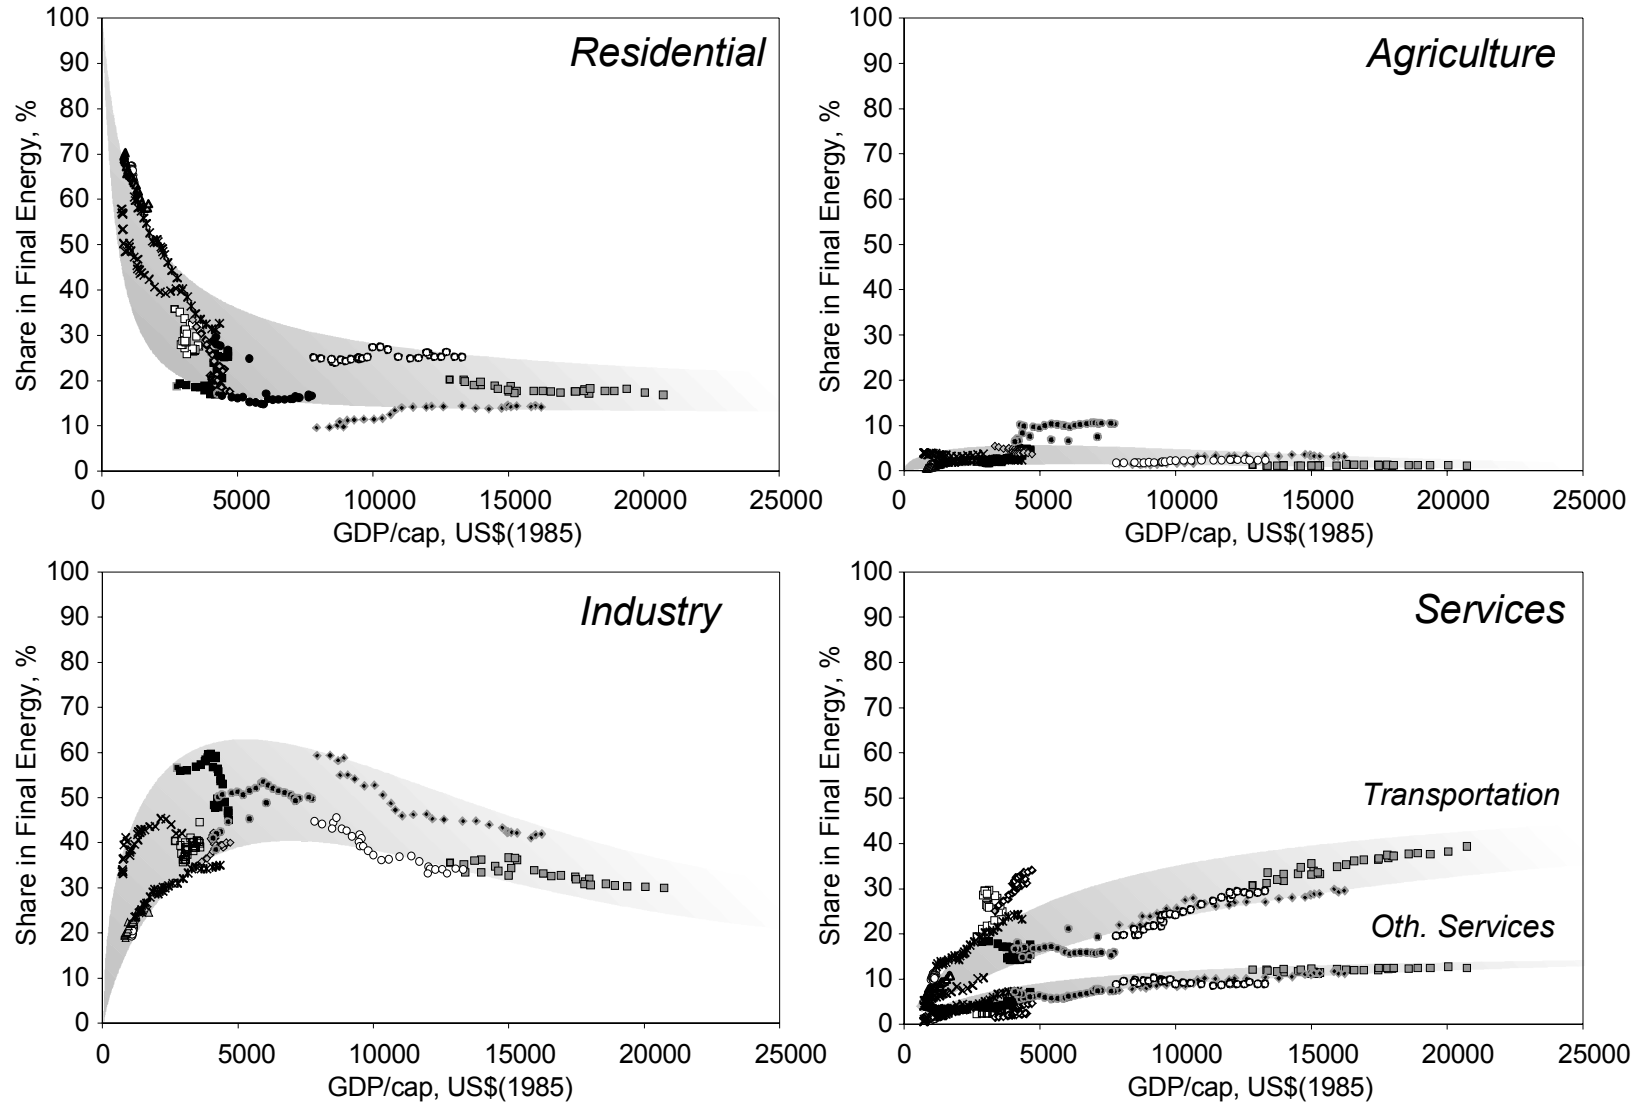 Residential
Share in Final Energy, %
100
90
80
70
60
50
40
30
20
10
0
0 5000 10000 15000 20000 25000
GDP/cap, US$(1985)
Agriculture
Share in Final Energy, %
100
90
80
70
60
50
40
30
20
10
0
0 5000 10000 15000 20000 25000
GDP/cap, US$(1985)
Industry
Share in Final Energy, %
100
90
80
70
60
50
40
30
20
10
0
0 5000 10000 15000 20000 25000
GDP/cap, US$(1985)
Services
Share in Final Energy, %
100
90
80
70
60
50
40
30
20
10
0
Transportation
Oth. Services
0 5000 10000 15000 20000 25000
GDP/cap, US$(1985)